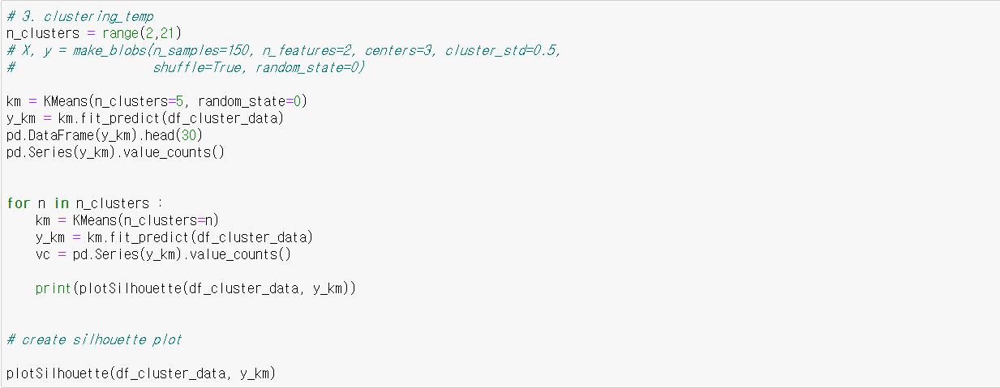 # 3. clustering_temp
n_clusters = range(2,21)
# X, y = make_blobs(n_samples=150, n_features=2, centers=3, cluster_std=0.5,
#                   shuffle=True, random_state=0)
km = KMeans(n_clusters=5, random_state=0)
y_km = km.fit_predict(df_cluster_data)
pd.DataFrame(y_km).head(30)
pd.Series(y_km).value_counts()
for n in n_clusters :
    km = KMeans(n_clusters=n)
    y_km = km.fit_predict(df_cluster_data)
    vc = pd.Series(y_km).value_counts()
    print(plotSilhouette(df_cluster_data, y_km))
# create silhouette plot
plotSilhouette(df_cluster_data, y_km)